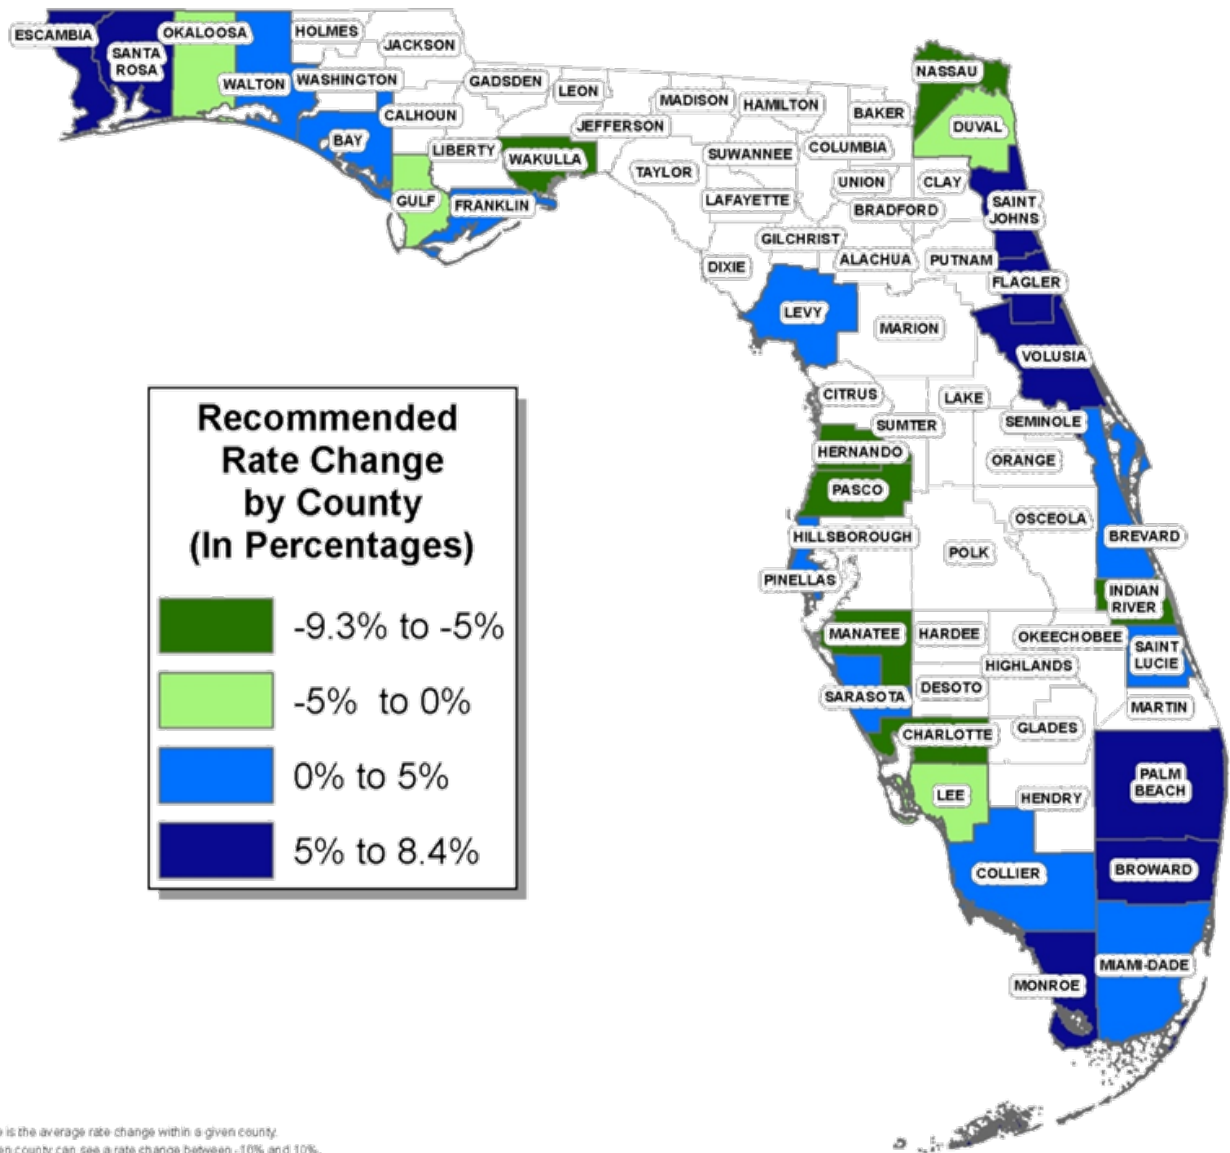 ESCAMBIA
SANTA
ROSA
OKALOOSA
WALTON
HOLMES
WASHINGTON
JACKSON
BAY
CALHOUN
GULF
LIBERTY
GADSDEN
FRANKLIN
LEON
WAKULLA
JEFFERSON
MADISON
TAYLOR
HAMILTON
SUWANNEE
LAFAYETTE
DIXIE
COLUMBIA
GILCHRIST
BAKER
UNION
BRADFORD
ALACHUA
NASSAU
DUVAL
CLAY
SAINT
JOHNS
PUTNAM
FLAGLER
LEVY
MARION
VOLUSIA
CITRUS
LAKE
SUMTER
SEMINOLE
HERNANDO
ORANGE
PASCO
OSCEOLA
HILLSBOROUGH
POLK
BREVARD
PINELLAS
INDIAN
RIVER
MANATEE
HARDEE
OKEECHOBEE
SAINT
LUCIE
HIGHLANDS
SARASOTA
DESOTO
MARTIN
CHARLOTTE
GLADES
LEE
HENDRY
PALM
BEACH
COLLIER
BROWARD
MIAMI-DADE
MONROE
Recommended
Rate Change
by County
(In Percentages)
-9.3% to -5%
-5% to 0%
0% to 5%
5% to 8.4%
is the average rate change within a given county.
county can see a rate change between -10% and 10%.